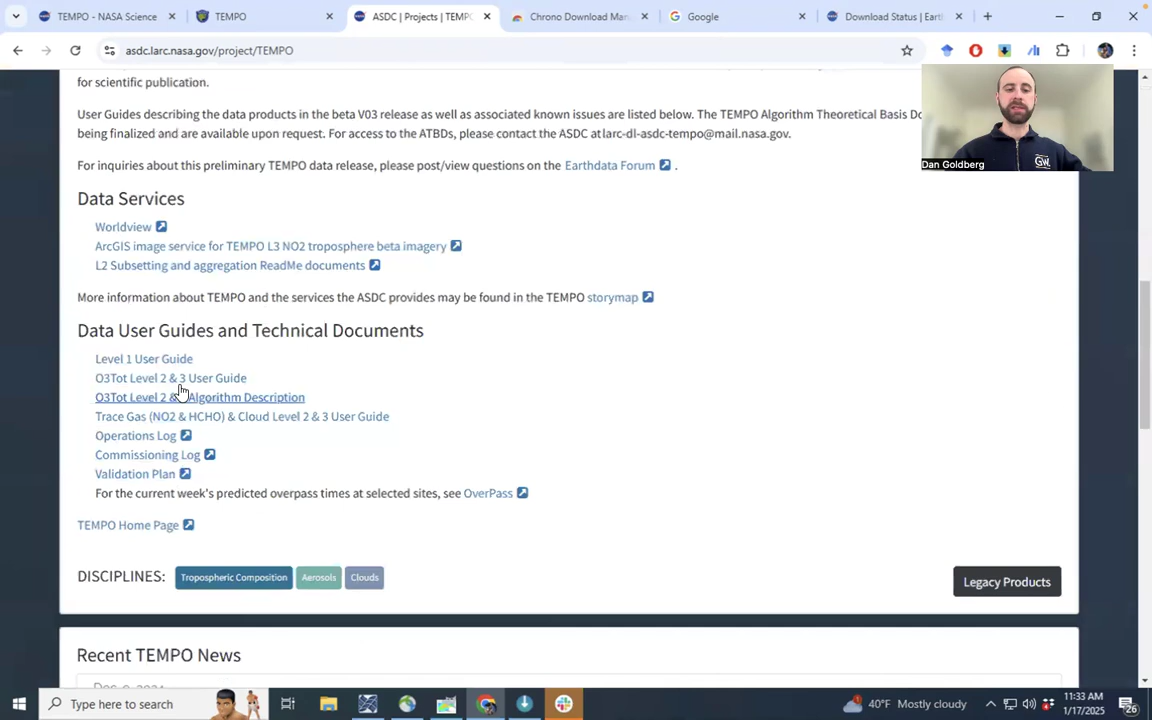 TEMPO - NASA Science
TEMPO
ASDC | Projects | TEMPO
Chrono Download Man
Google
Download Status | Earth
asdc.larc.nasa.gov/project/TEMPO
for scientific publication.
User Guides describing the data products in the beta V03 release as well as associated known issues are listed below. The TEMPO Algorithm Theoretical Basis Do
being finalized and are available upon request. For access to the ATBDs, please contact the ASDC at larc-dl-asdc-tempo@mail.nasa.gov.
For inquiries about this preliminary TEMPO data release, please post/view questions on the Earthdata Forum .
GW
Dan Goldberg
Data Services
Worldview
ArcGIS image service for TEMPO L3 NO2 troposphere beta imagery
L2 Subsetting and aggregation ReadMe documents
More information about TEMPO and the services the ASDC provides may be found in the TEMPO storymap
Data User Guides and Technical Documents
Level 1 User Guide
O3Tot Level 2 & 3 User Guide
O3Tot Level 2 & Algorithm Description
Trace Gas (NO2 & HCHO) & Cloud Level 2 & 3 User Guide
Operations Log
Commissioning Log
Validation Plan
For the current week's predicted overpass times at selected sites, see OverPass
TEMPO Home Page
DISCIPLINES: Tropospheric Composition Aerosols Clouds
Legacy Products
Recent TEMPO News
Type here to search
40°F Mostly cloudy
11:33 AM
1/17/2025
26